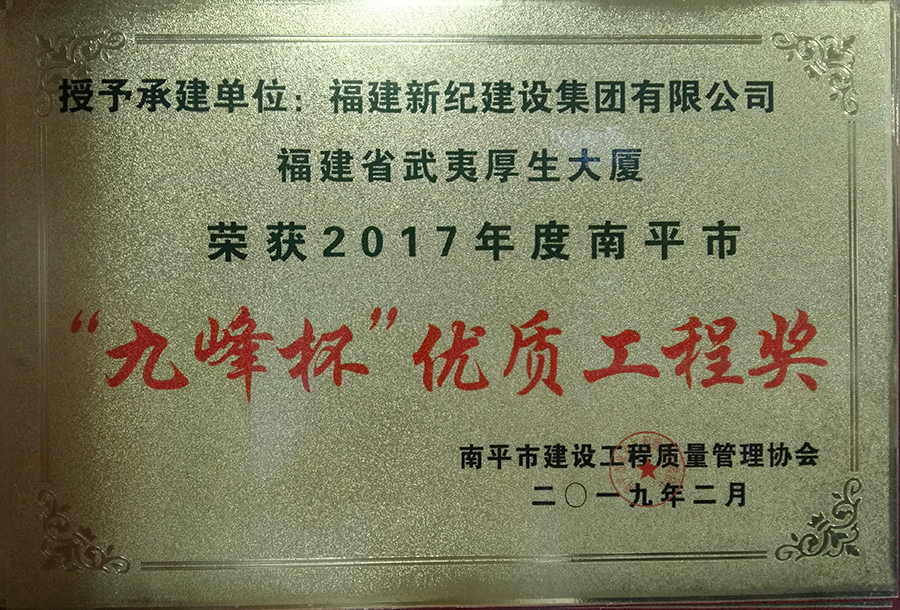 授予承建单位：福建新纪建设集团有限公司
福建省武夷厚生大厦
荣获2017年度南平市
“九峰杯”优质工程奖
南平市建设工程质量管理协会
二〇一九年二月